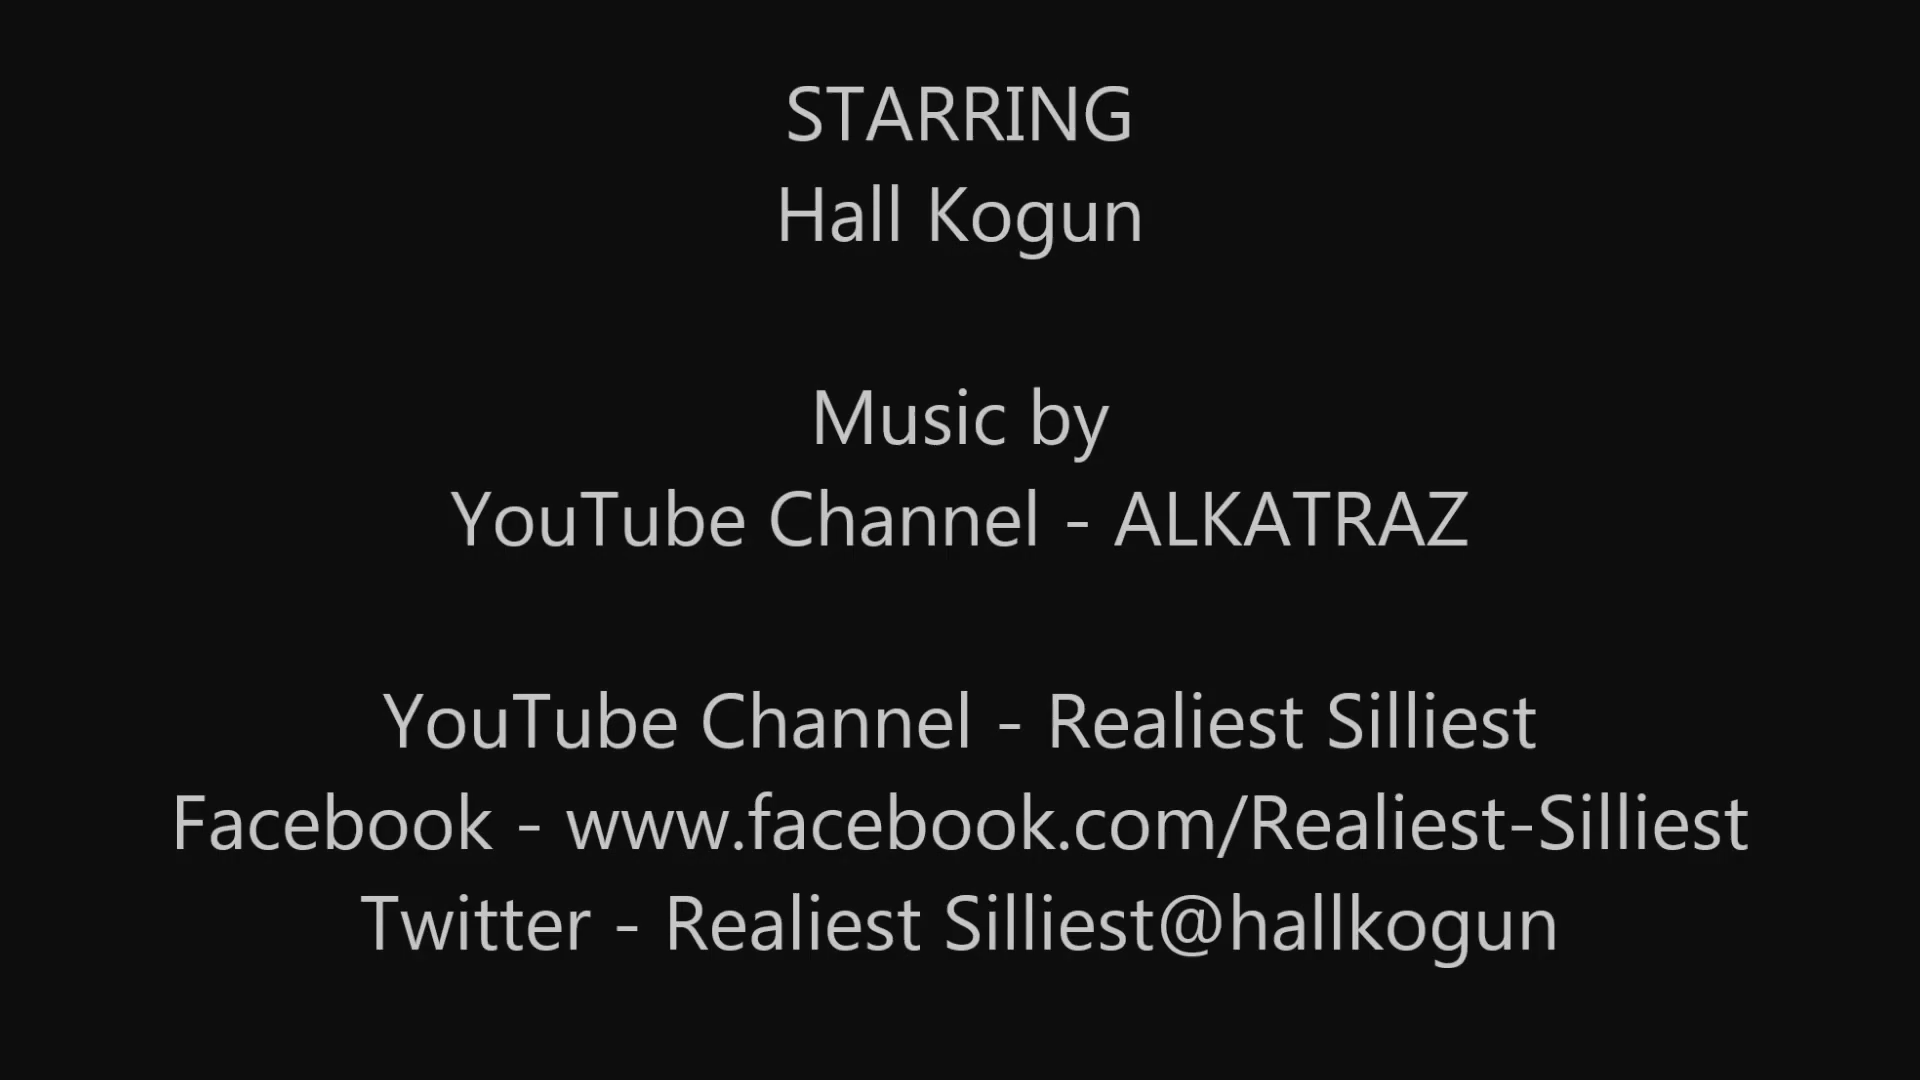 STARRING
Hall Kogun
Music by
YouTube Channel - ALKATRAZ
YouTube Channel - Realiest Silliest
Facebook - www.facebook.com/Realiest-Silliest
Twitter - Realiest Silliest@hallkogun